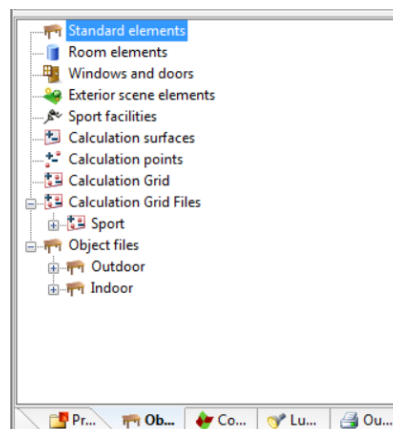 Standard elements
Room elements
Windows and doors
Exterior scene elements
Sport facilities
Calculation surfaces
Calculation points
Calculation Grid
Calculation Grid Files
Sport
Object files
Outdoor
Indoor
Pr... Ob... Co... Lu... Ou...